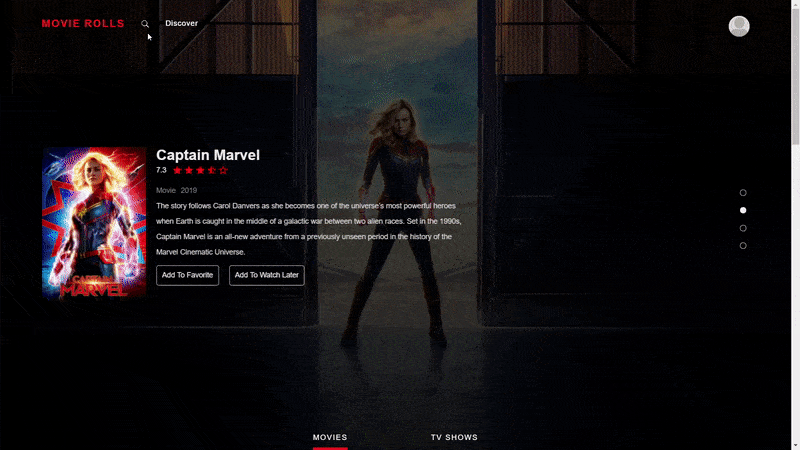 MOVIE ROLLS
Discover
Captain Marvel
7.3
Movie 2019
The story follows Carol Danvers as she becomes one of the universe's most powerful heroes
when Earth is caught in the middle of a galactic war between two alien races. Set in the 1990s,
Captain Marvel is an all-new adventure from a previously unseen period in the history of the
Marvel Cinematic Universe.
Add To Favorite
Add To Watch Later
CAPTAIN
MARVEL
MOVIES
TV SHOWS